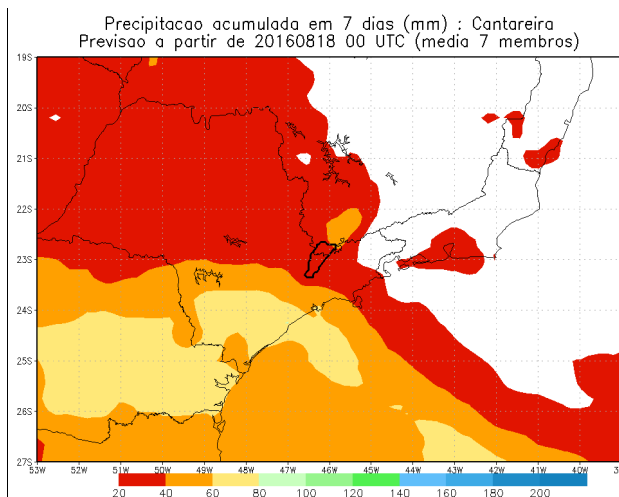 Precipitacao acumulada em 7 dias (mm) : Cantareira
Previsao a partir de 20160818 00 UTC (media 7 membros)
19S
20S
21S
22S
23S
24S
25S
26S
27S
53W 52W 51W 50W 49W 48W 47W 46W 45W 44W 43W 42W 41W 40W 3
20 40 60 80 100 120 140 160 180 200